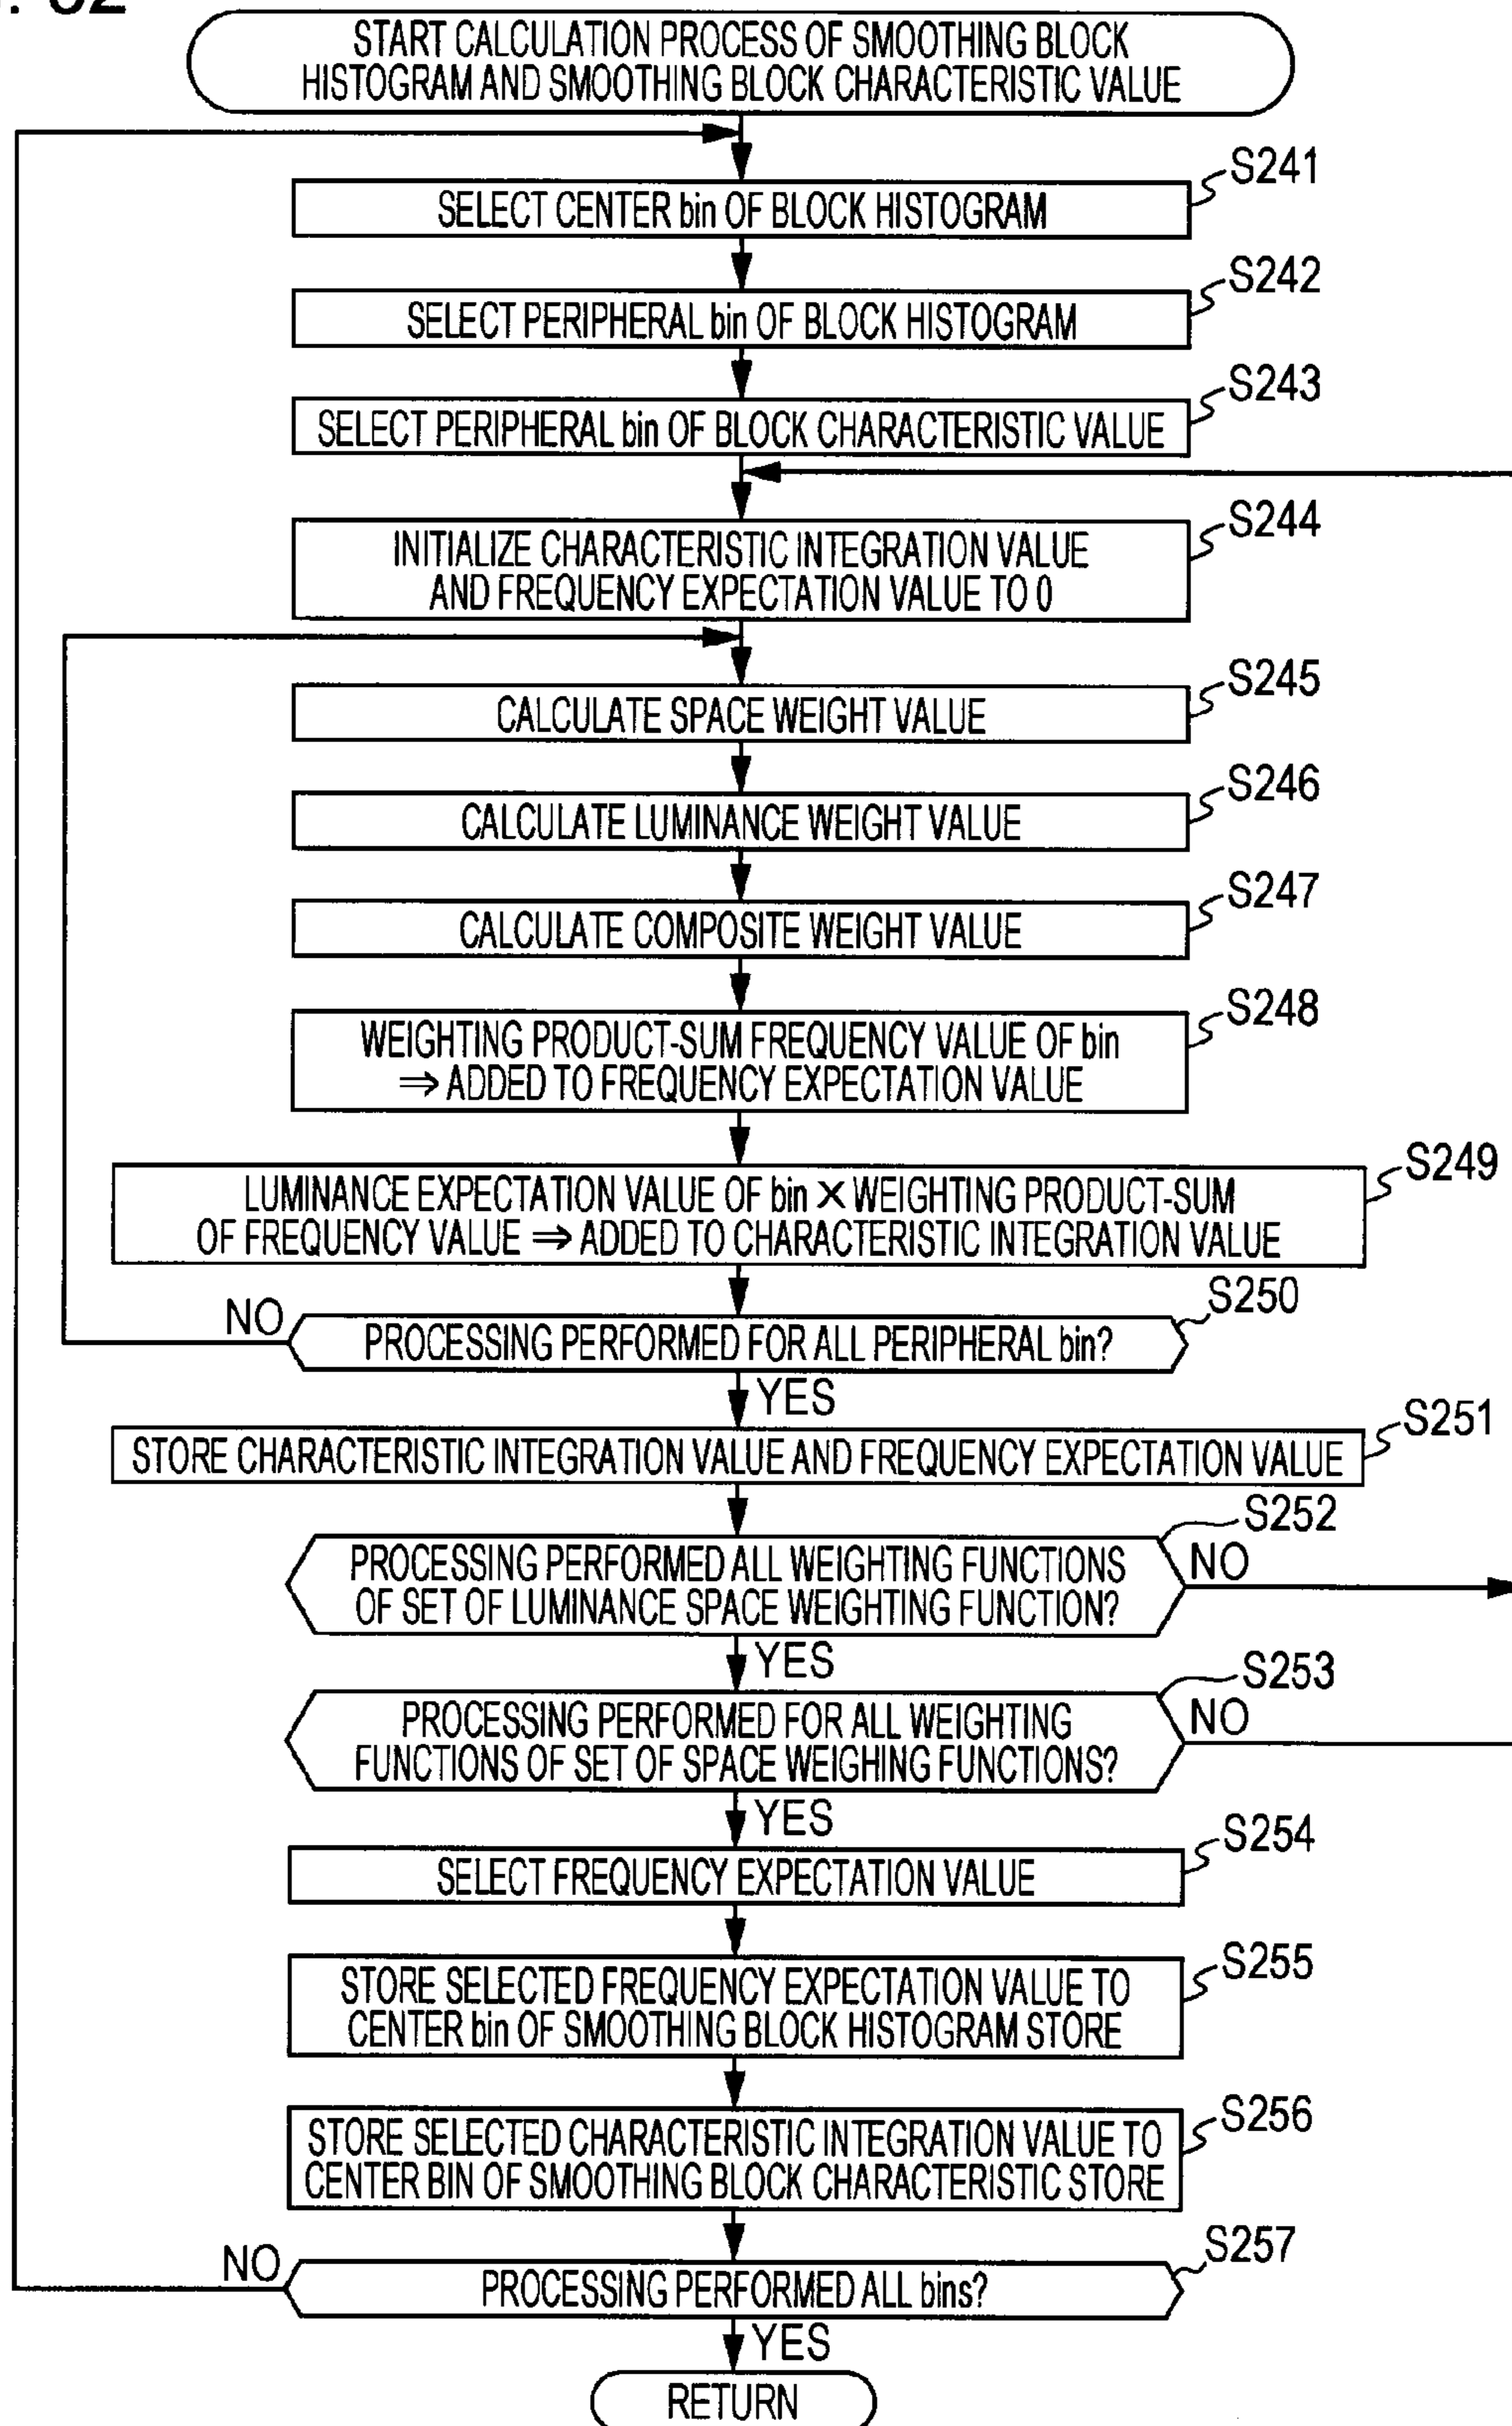 START CALCULATION PROCESS OF SMOOTHING BLOCK
HISTOGRAM AND SMOOTHING BLOCK CHARACTERISTIC VALUE
S241
SELECT CENTER bin OF BLOCK HISTOGRAM
S242
SELECT PERIPHERAL bin OF BLOCK HISTOGRAM
S243
SELECT PERIPHERAL bin OF BLOCK CHARACTERISTIC VALUE
S244
INITIALIZE CHARACTERISTIC INTEGRATION VALUE
AND FREQUENCY EXPECTATION VALUE TO 0
S245
CALCULATE SPACE WEIGHT VALUE
S246
CALCULATE LUMINANCE WEIGHT VALUE
S247
CALCULATE COMPOSITE WEIGHT VALUE
S248
WEIGHTING PRODUCT-SUM FREQUENCY VALUE OF bin
⇒ ADDED TO FREQUENCY EXPECTATION VALUE
S249
LUMINANCE EXPECTATION VALUE OF bin × WEIGHTING PRODUCT-SUM
OF FREQUENCY VALUE ⇒ ADDED TO CHARACTERISTIC INTEGRATION VALUE
S250
NO
PROCESSING PERFORMED FOR ALL PERIPHERAL bin?
YES
S251
STORE CHARACTERISTIC INTEGRATION VALUE AND FREQUENCY EXPECTATION VALUE
S252
PROCESSING PERFORMED ALL WEIGHTING FUNCTIONS
OF SET OF LUMINANCE SPACE WEIGHTING FUNCTION?
NO
YES
S253
PROCESSING PERFORMED FOR ALL WEIGHTING
FUNCTIONS OF SET OF SPACE WEIGHING FUNCTIONS?
NO
YES
S254
SELECT FREQUENCY EXPECTATION VALUE
S255
STORE SELECTED FREQUENCY EXPECTATION VALUE TO
CENTER bin OF SMOOTHING BLOCK HISTOGRAM STORE
S256
STORE SELECTED CHARACTERISTIC INTEGRATION VALUE TO
CENTER BIN OF SMOOTHING BLOCK CHARACTERISTIC STORE
S257
NO
PROCESSING PERFORMED ALL bins?
YES
RETURN